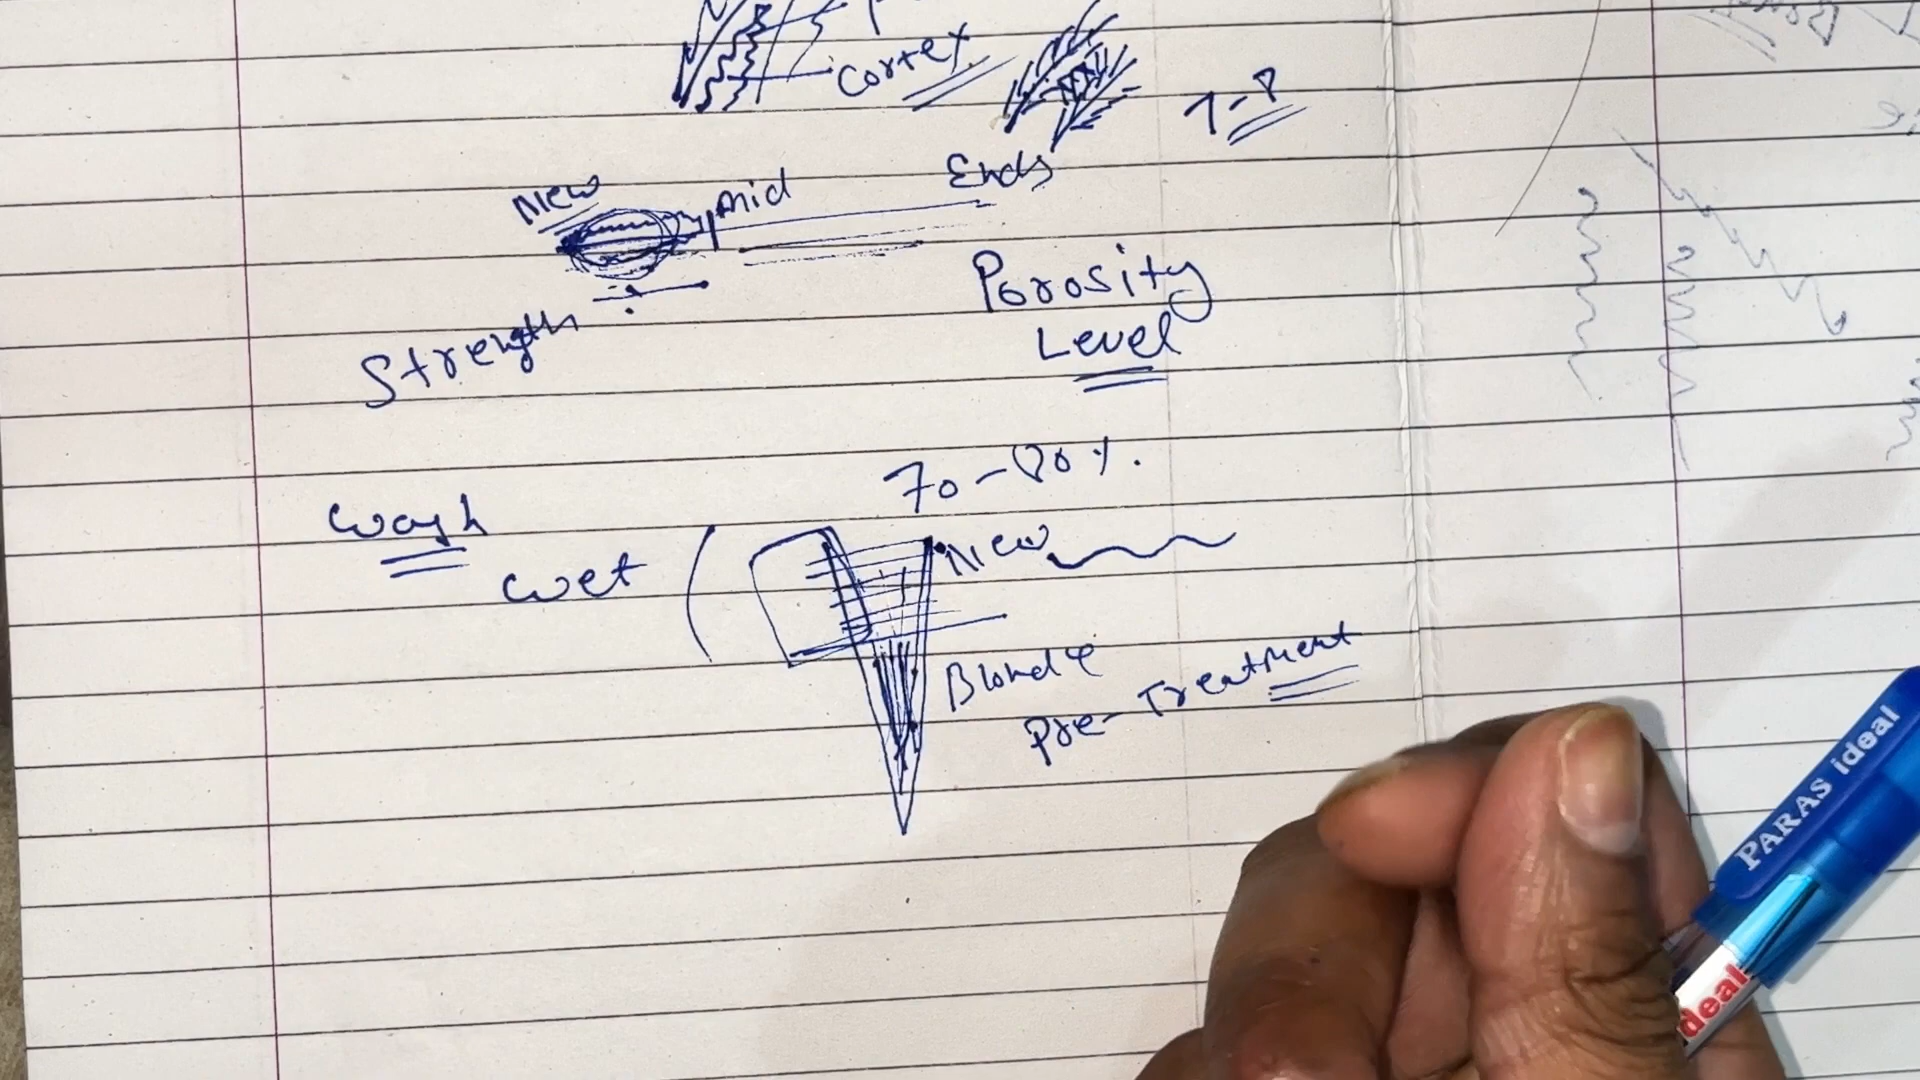 Cortex
New
Mid
Ends
Strength :
Porosity
Level
70-80%.
Wash
Wet
New
Blonde
Pre-Treatment
PARAS ideal
ideal